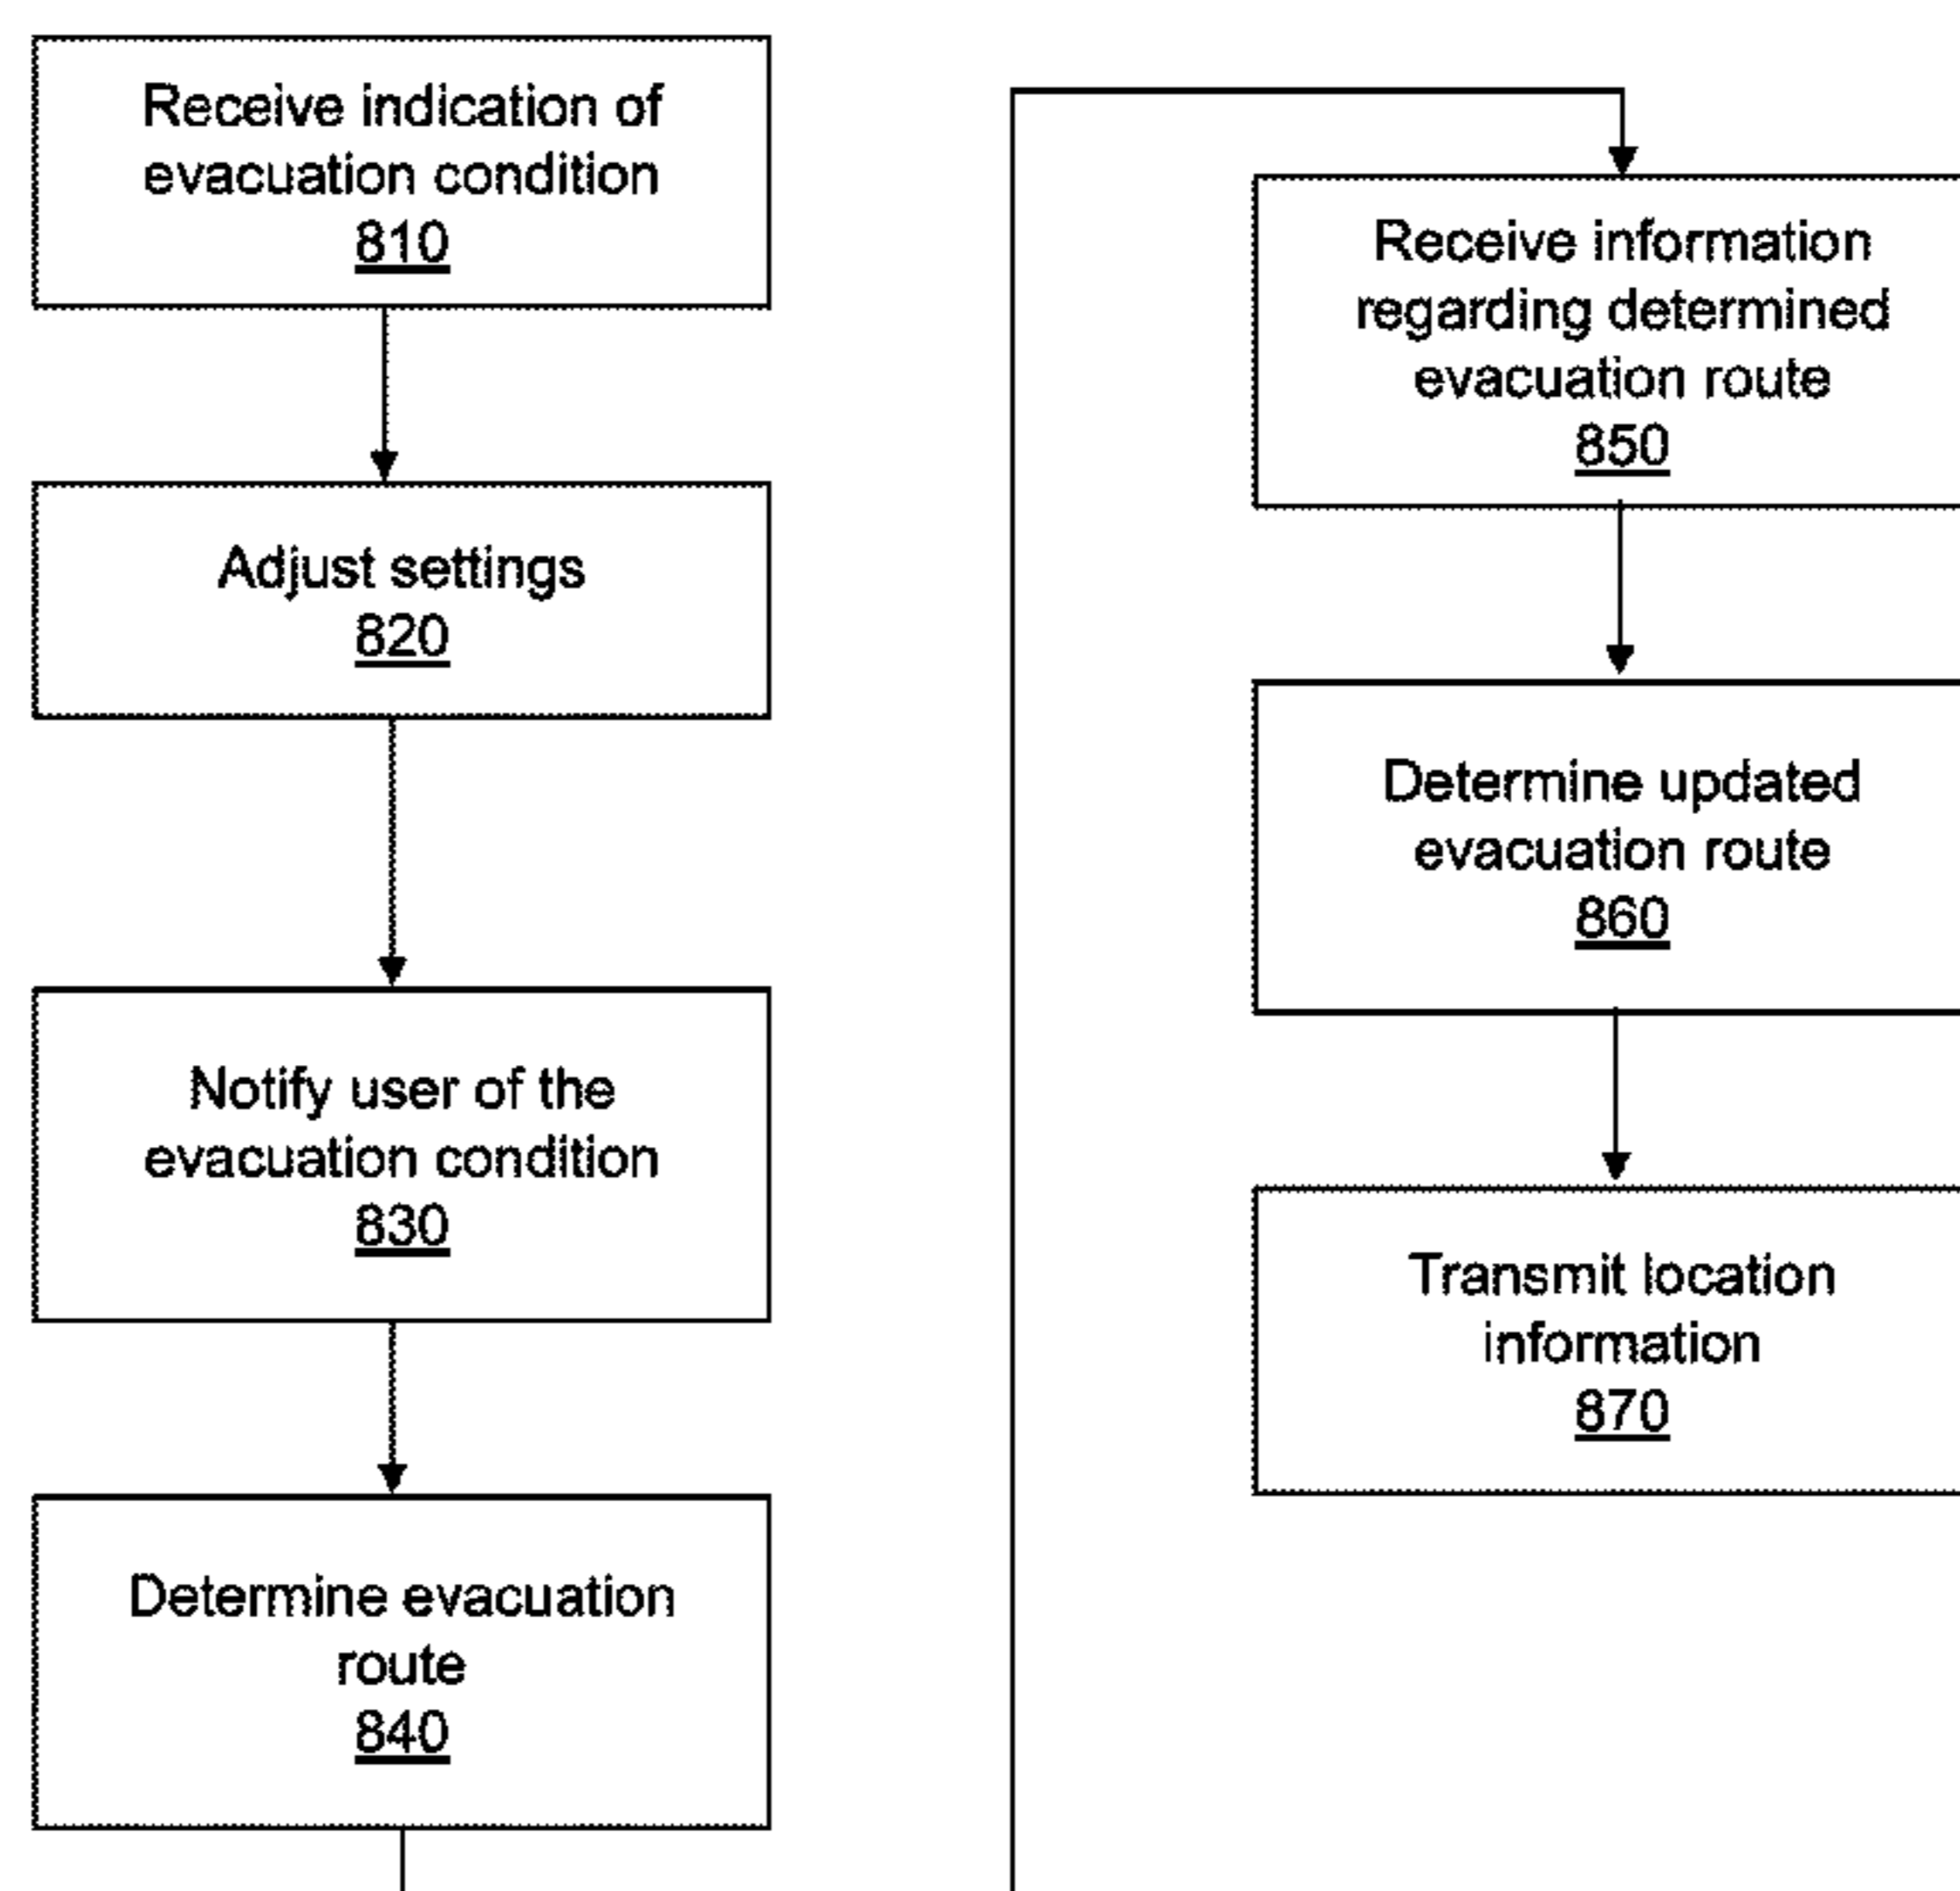 Receive indication of
evacuation condition
810
Adjust settings
820
Notify user of the
evacuation condition
830
Determine evacuation
route
840
Receive information
regarding determined
evacuation route
850
Determine updated
evacuation route
860
Transmit location
information
870